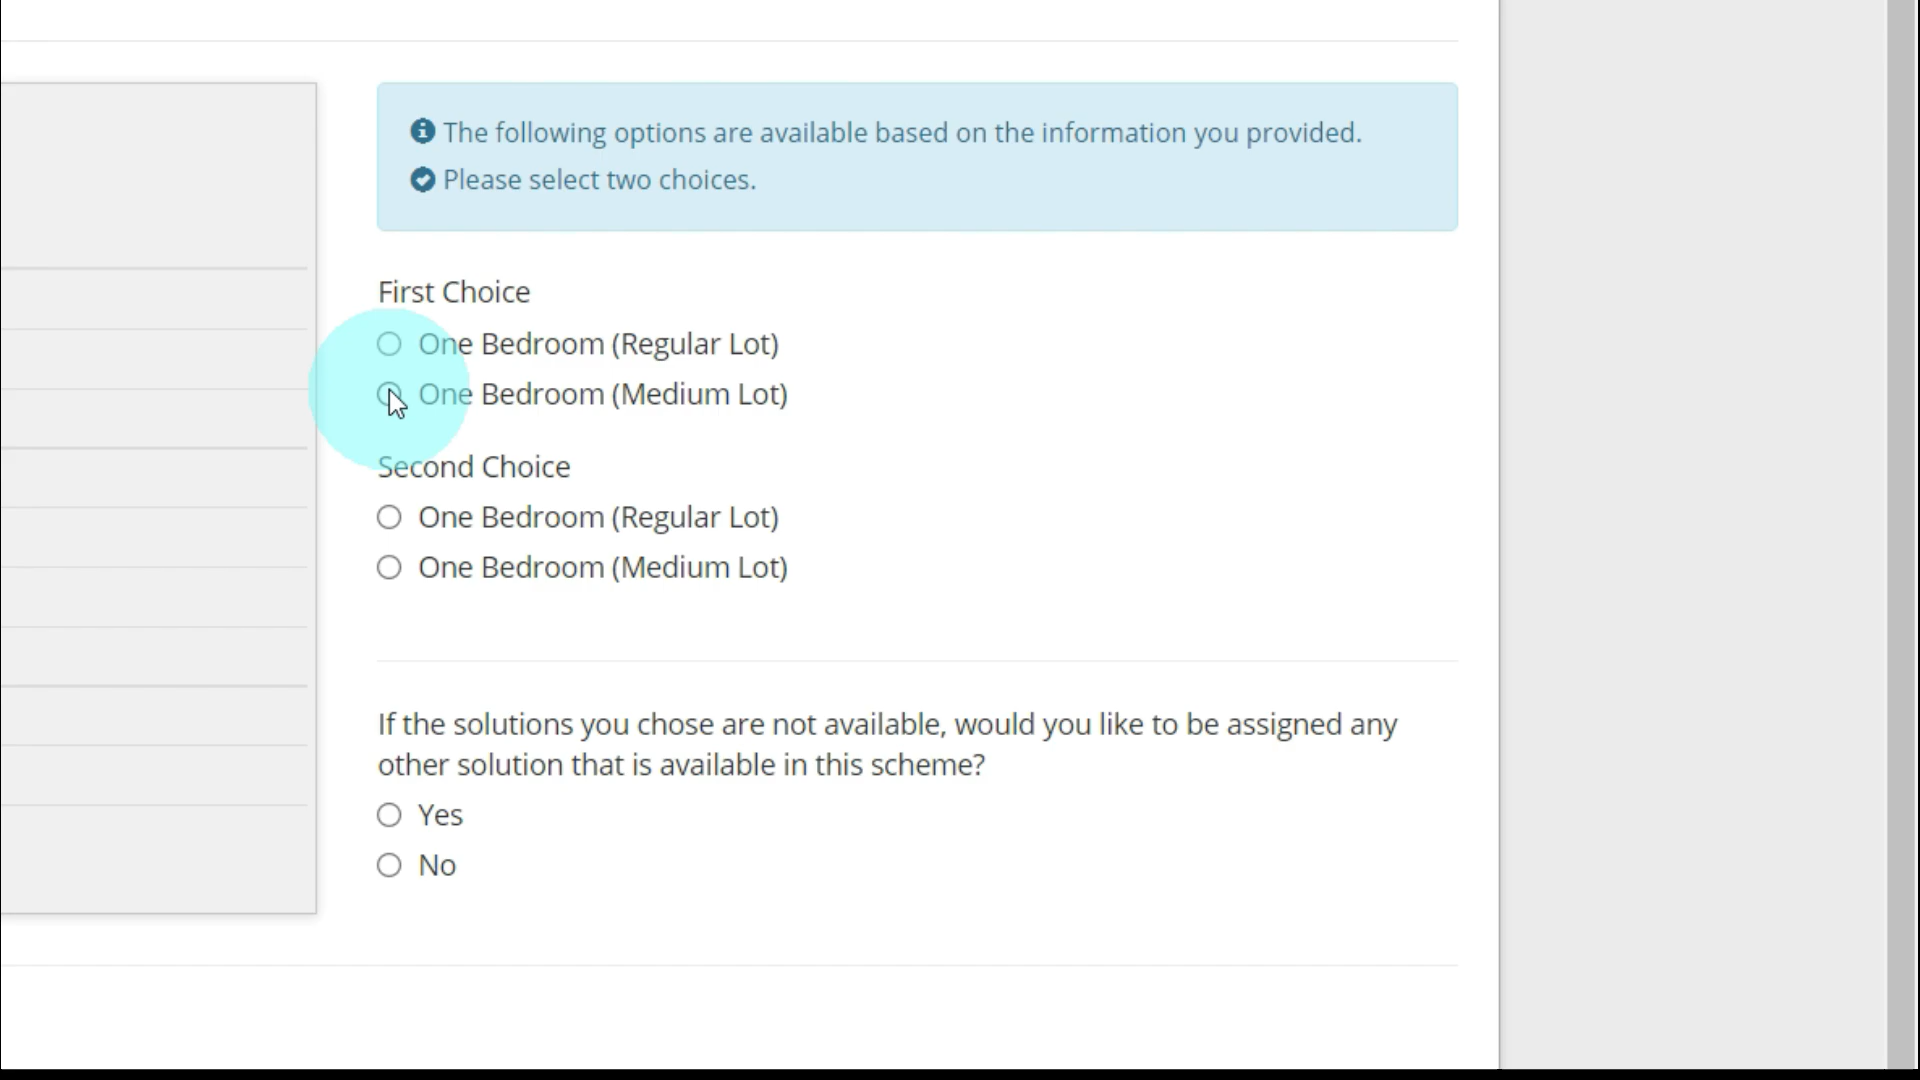 The following options are available based on the information you provided.
Please select two choices.
First Choice
One Bedroom (Regular Lot)
One Bedroom (Medium Lot)
Second Choice
One Bedroom (Regular Lot)
One Bedroom (Medium Lot)
If the solutions you chose are not available, would you like to be assigned any
other solution that is available in this scheme?
Yes
No